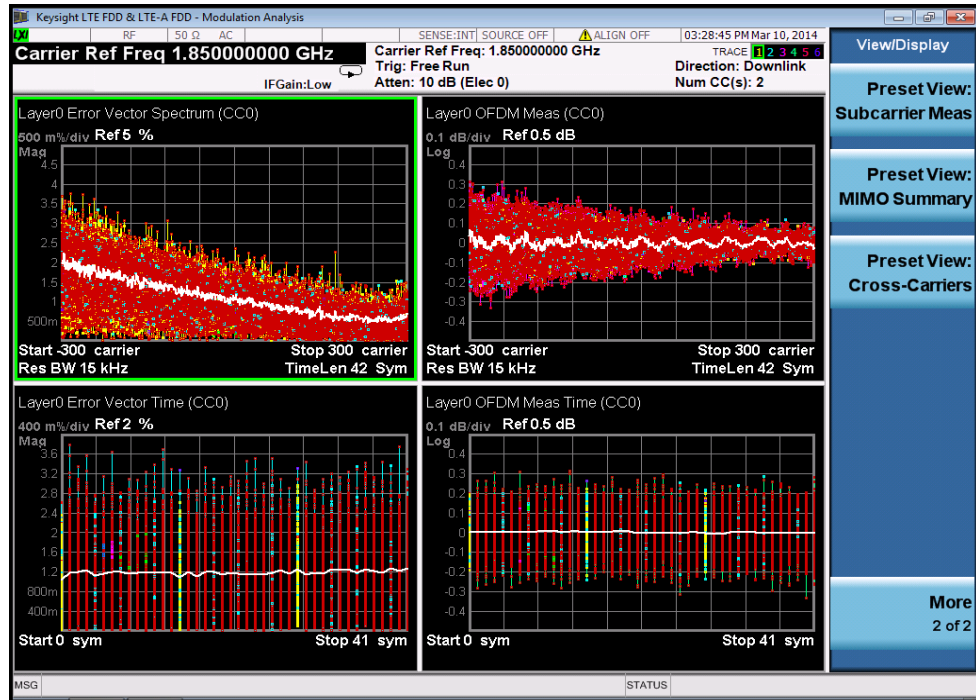 Keysight LTE FDD & LTE-A FDD - Modulation Analysis
LXI RF 50 Ω AC SENSE:INT SOURCE OFF ALIGN OFF 03:28:45 PM Mar 10, 2014
Carrier Ref Freq 1.850000000 GHz
Carrier Ref Freq: 1.850000000 GHz
TRACE 1 2 3 4 5 6
Trig: Free Run
Direction: Downlink
IFGain:Low
Atten: 10 dB (Elec 0)
Num CC(s): 2
Layer0 Error Vector Spectrum (CC0)
500 m%/div Ref 5 %
Mag
4.5
4
3.5
3
2.5
2
1.5
1
500m
Start -300 carrier
Stop 300 carrier
Res BW 15 kHz
TimeLen 42 Sym
Layer0 OFDM Meas (CC0)
0.1 dB/div Ref 0.5 dB
Log
0.4
0.3
0.2
0.1
0
-0.1
-0.2
-0.3
-0.4
Start -300 carrier
Stop 300 carrier
Res BW 15 kHz
TimeLen 42 Sym
Layer0 Error Vector Time (CC0)
400 m%/div Ref 2 %
Mag
3.6
3.2
2.8
2.4
2
1.6
1.2
800m
400m
Start 0 sym
Stop 41 sym
Layer0 OFDM Meas Time (CC0)
0.1 dB/div Ref 0.5 dB
Log
0.4
0.3
0.2
0.1
0
-0.1
-0.2
-0.3
-0.4
Start 0 sym
Stop 41 sym
View/Display
Preset View:
Subcarrier Meas
Preset View:
MIMO Summary
Preset View:
Cross-Carriers
More
2 of 2
MSG
STATUS